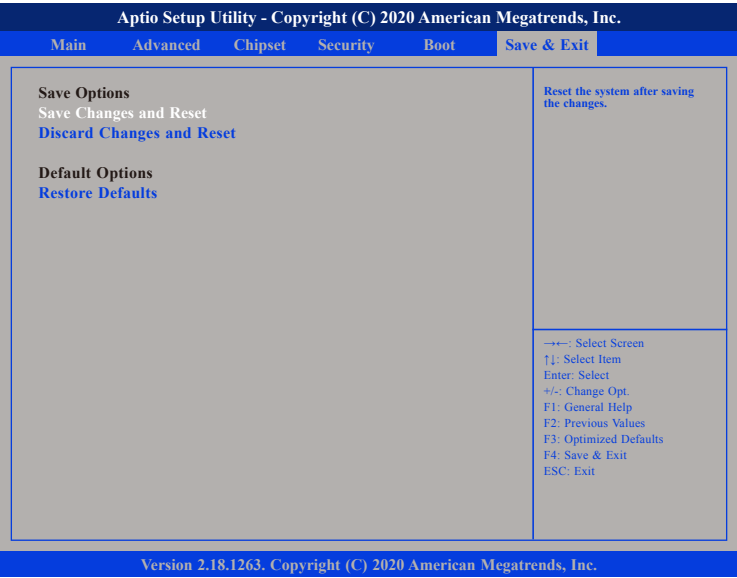 Aptio Setup Utility - Copyright (C) 2020 American Megatrends, Inc.
Main Advanced Chipset Security Boot Save & Exit
Save Options
Save Changes and Reset
Discard Changes and Reset
Default Options
Restore Defaults
Reset the system after saving
the changes.
→←: Select Screen
↑↓: Select Item
Enter: Select
+/-: Change Opt.
F1: General Help
F2: Previous Values
F3: Optimized Defaults
F4: Save & Exit
ESC: Exit
Version 2.18.1263. Copyright (C) 2020 American Megatrends, Inc.